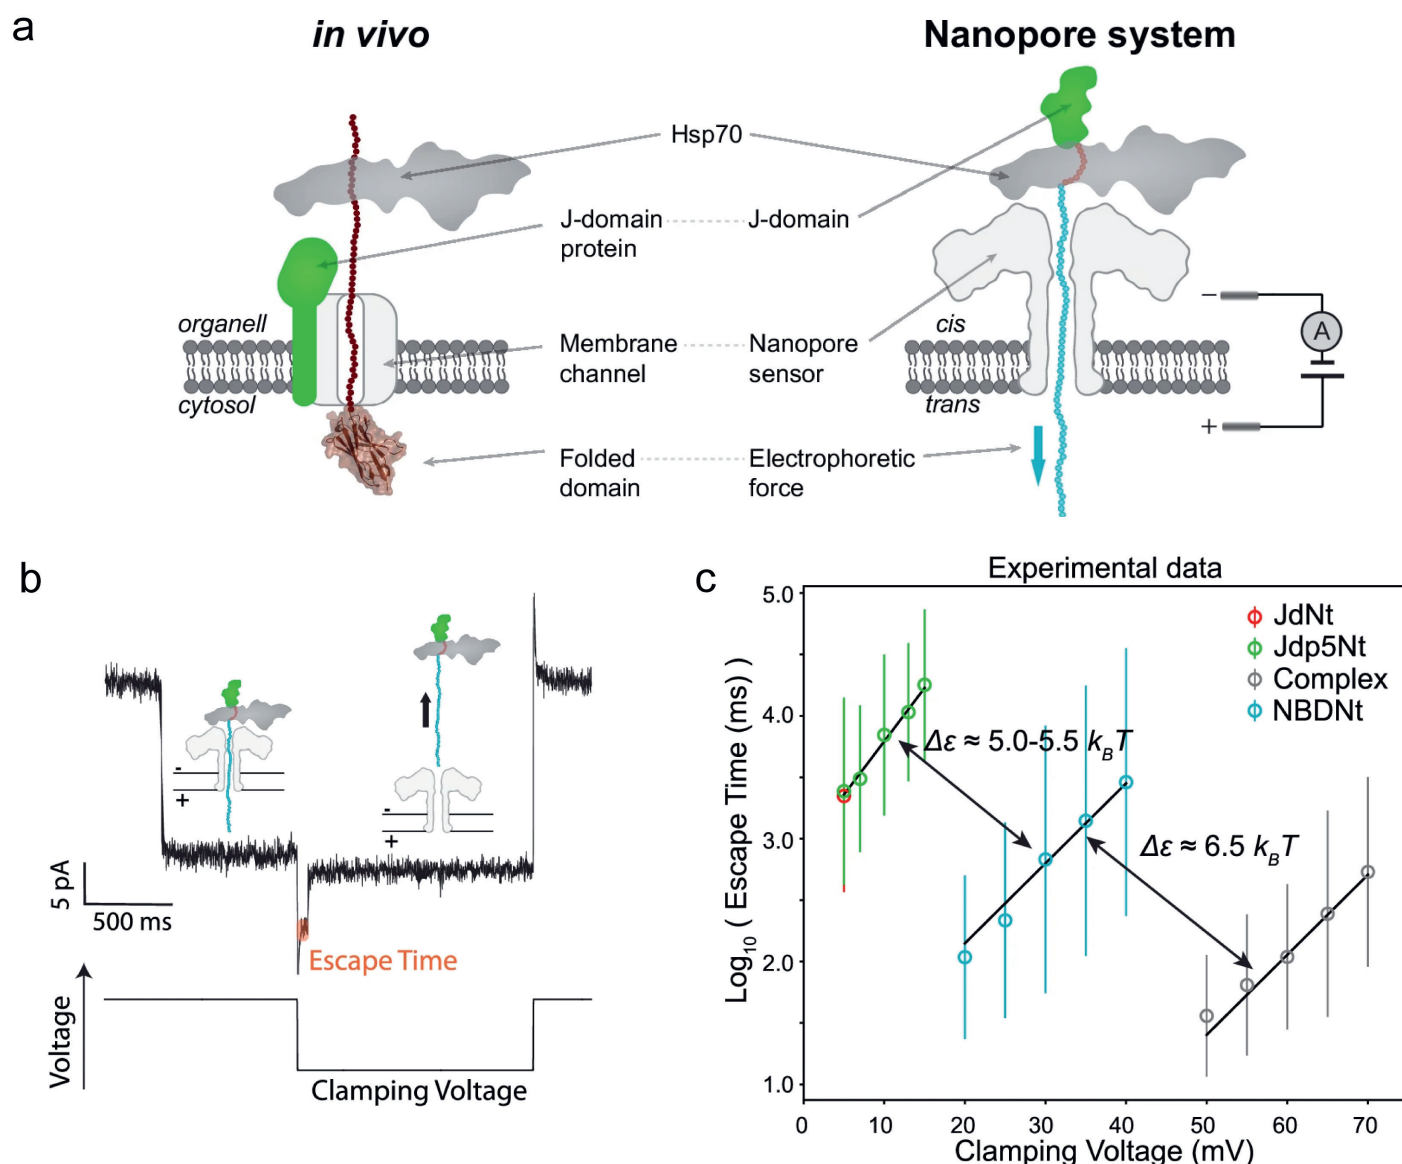 a
in vivo
Nanopore system
Hsp70
J-domain
protein
J-domain
organell
cytosol
Membrane
channel
Nanopore
sensor
cis
trans
−
A
+
Folded
domain
Electrophoretic
force
b
-
+
-
+
5 pA
500 ms
Escape Time
Voltage
Clamping Voltage
c
Experimental data
JdNt
Jdp5Nt
Complex
NBDNt
Δε ≈ 5.0-5.5 kBT
Δε ≈ 6.5 kBT
Log10 ( Escape Time (ms) )
5.0
4.0
3.0
2.0
1.0
0 10 20 30 40 50 60 70
Clamping Voltage (mV)